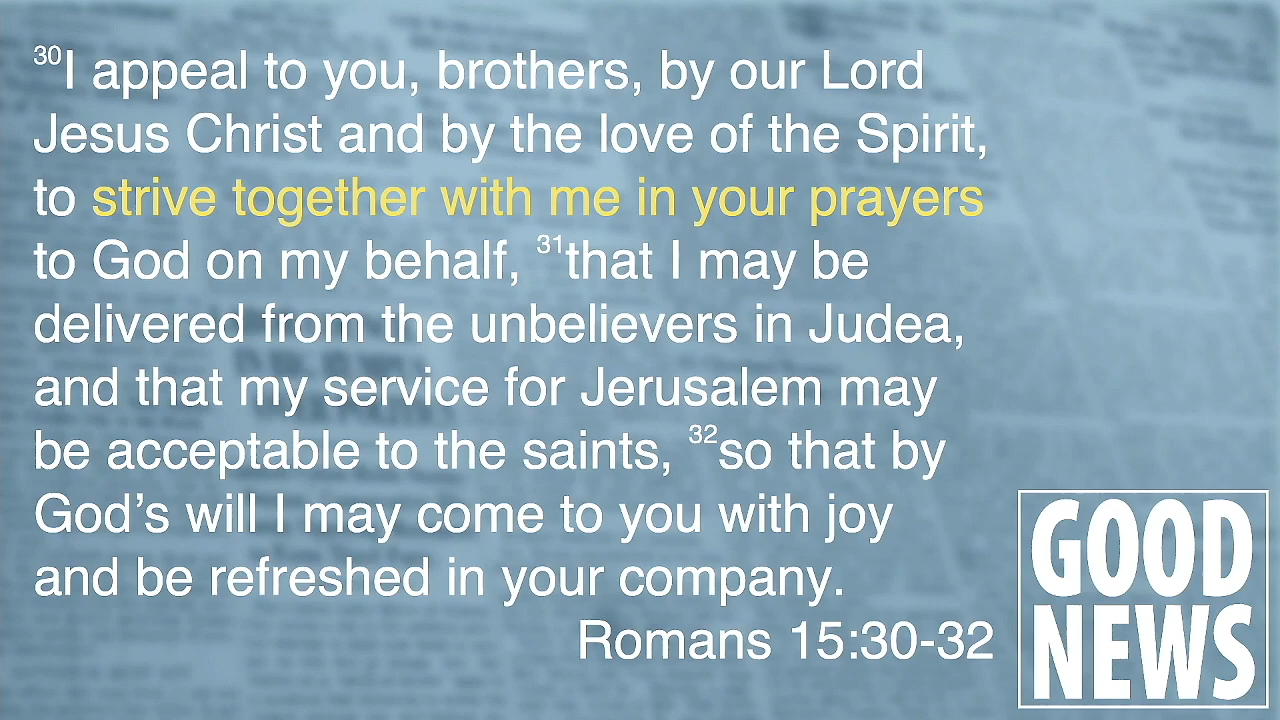 ³⁰I appeal to you, brothers, by our Lord
Jesus Christ and by the love of the Spirit,
to strive together with me in your prayers
to God on my behalf, ³¹that I may be
delivered from the unbelievers in Judea,
and that my service for Jerusalem may
be acceptable to the saints, ³²so that by
God’s will I may come to you with joy
and be refreshed in your company.
Romans 15:30-32
GOOD
NEWS